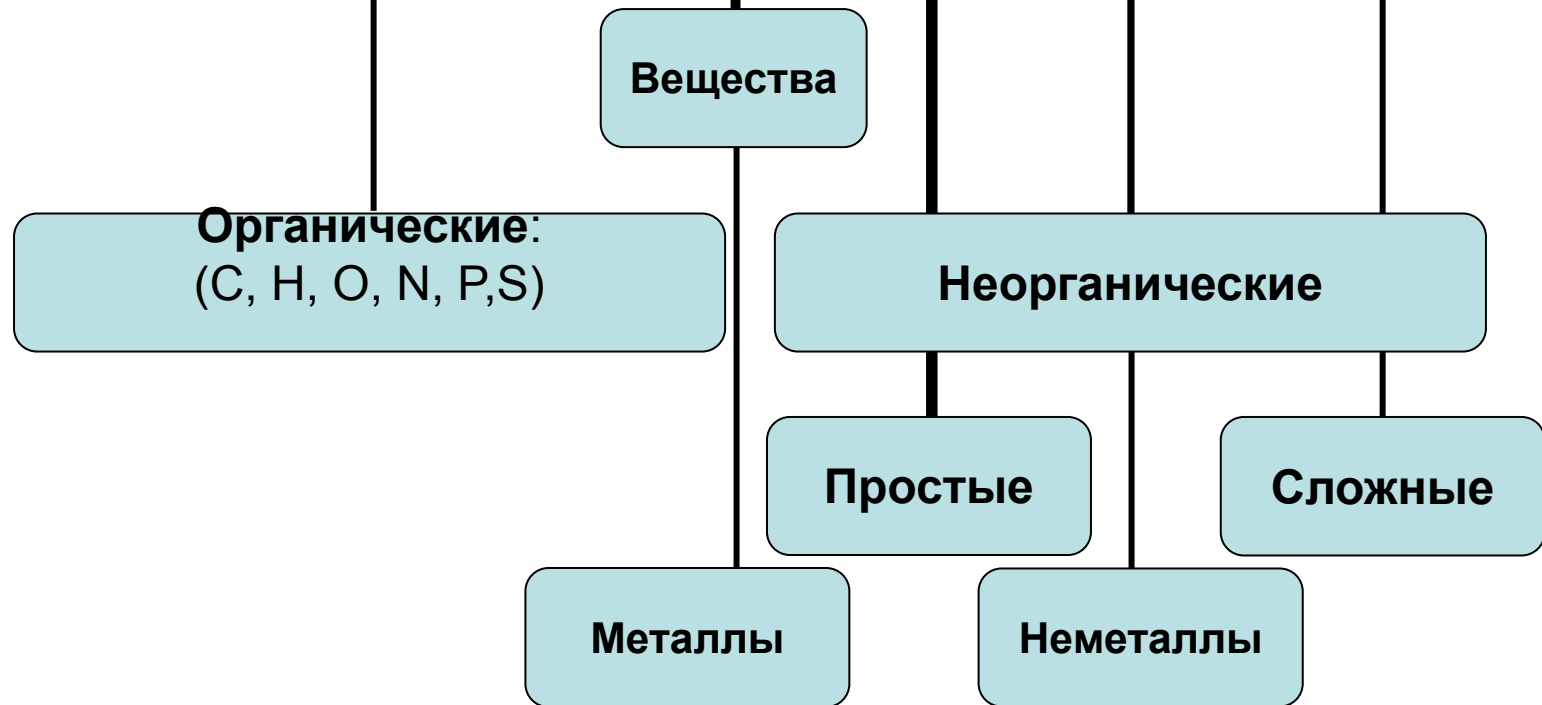 Вещества
Органические:
(C, H, O, N, P,S)
Неорганические
Простые
Сложные
Металлы
Неметаллы